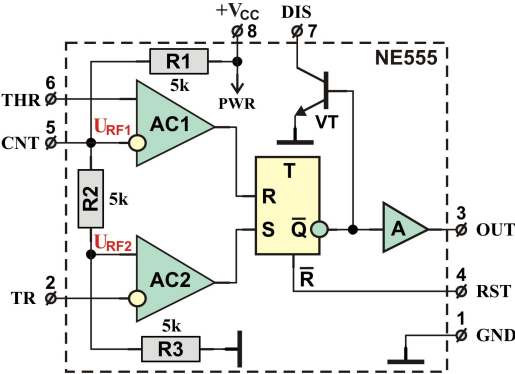 +VCC DIS
8 7
NE555
R1
5k
PWR
VT
6
THR
5
CNT
URF1
AC1
R2
5k
T
R
S
Q̅
R̅
A
3
OUT
URF2
AC2
2
TR
4
RST
1
GND
5k
R3